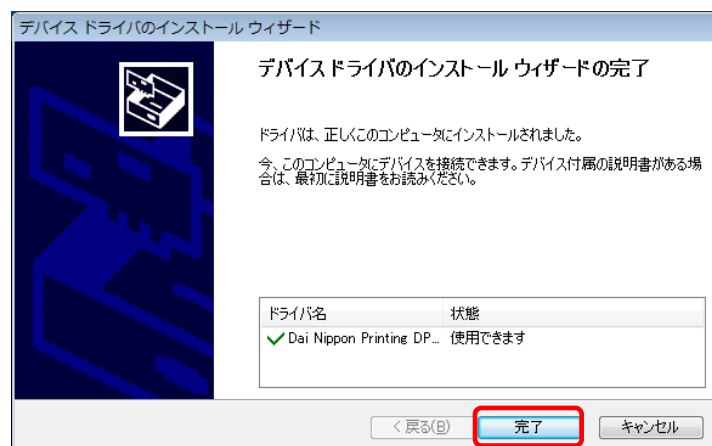 デバイス ドライバのインストール ウィザード
デバイス ドライバのインストール ウィザードの完了
ドライバは、正しくこのコンピュータにインストールされました。
今、このコンピュータにデバイスを接続できます。デバイス付属の説明書がある場
合は、最初に説明書をお読みください。
ドライバ名 状態
Dai Nippon Printing DP... 使用できます
< 戻る(B) 完了 キャンセル